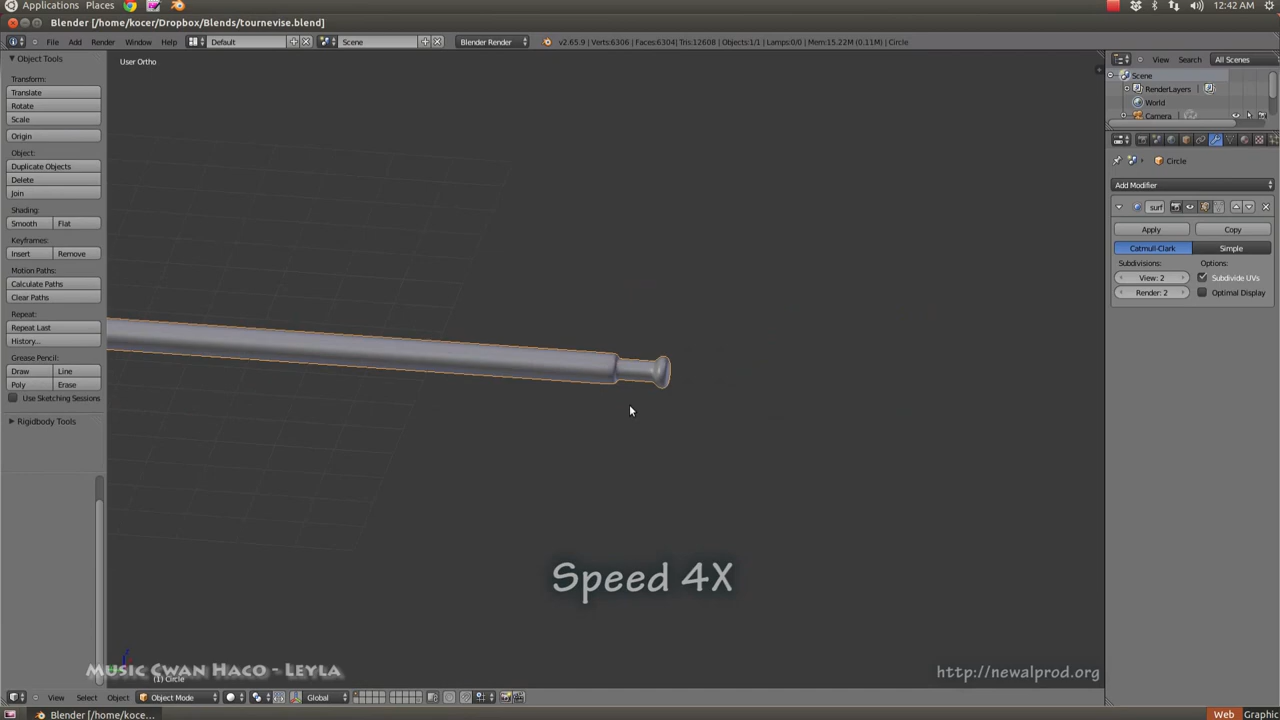 Applications Places
12:42 AM
Blender [/home/kocer/Dropbox/Blends/tournevise.blend]
File Add Render Window Help
Default
Scene
Blender Render
v2.65.9 | Verts:6306 | Faces:6304| Tris:12608 | Objects:1/1 | Lamps:0/0 | Mem:15.22M (0.11M) | Circle
View Search All Scenes
Object Tools
User Ortho
Scene
RenderLayers
World
Camera
Transform:
Translate
Rotate
Scale
Origin
Object:
Duplicate Objects
Delete
Join
Shading:
Smooth Flat
Keyframes:
Insert Remove
Motion Paths:
Calculate Paths
Clear Paths
Repeat:
Repeat Last
History...
Grease Pencil:
Draw Line
Poly Erase
Use Sketching Sessions
Rigidbody Tools
Circle
Add Modifier
surf
Apply Copy
Catmull-Clark Simple
Subdivisions: Options:
View: 2 Subdivide UVs
Render: 2 Optimal Display
Speed 4X
Music Cwan Haco - Leyla
http://newalprod.org
(1) Circle
View Select Object Object Mode Global
Blender [/home/koce...
Web Graphic